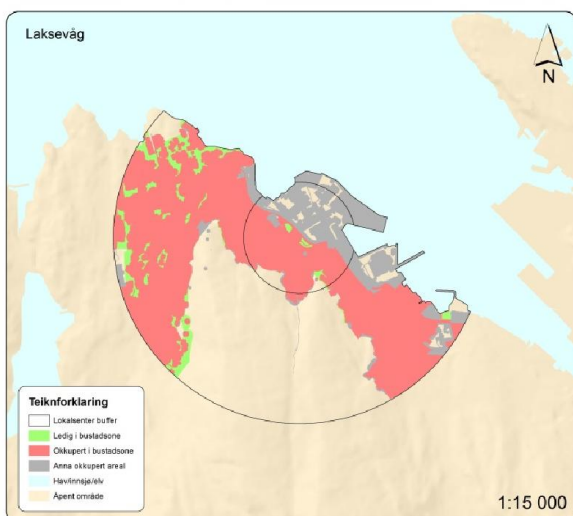 Laksevåg
N
Teiknforklaring
Lokalsenter buffer
Ledig i bustadsone
Okkupert i bustadsone
Anna okkupert areal
Hav/innsjø/elv
Åpent område
1:15 000